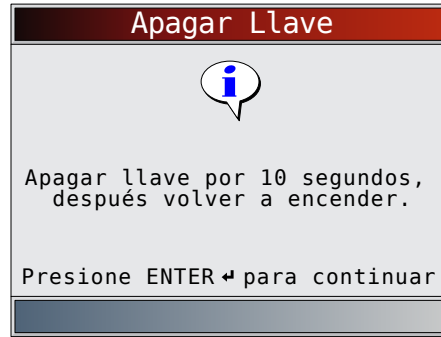 Apagar Llave
i
Apagar llave por 10 segundos,
después volver a encender.
Presione ENTER ↵ para continuar